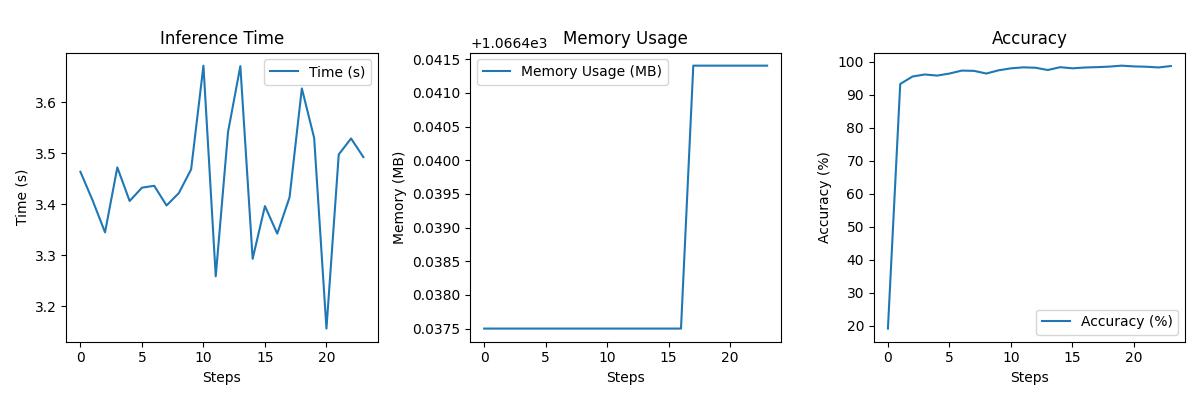 Inference Time
Time (s)
3.6
3.5
3.4
3.3
3.2
Time (s)
0 5 10 15 20
Steps
+1.0664e3 Memory Usage
Memory Usage (MB)
0.0415
0.0410
0.0405
0.0400
0.0395
0.0390
0.0385
0.0380
0.0375
Memory (MB)
0 5 10 15 20
Steps
Accuracy
100
90
80
70
60
50
40
30
20
Accuracy (%)
Accuracy (%)
0 5 10 15 20
Steps